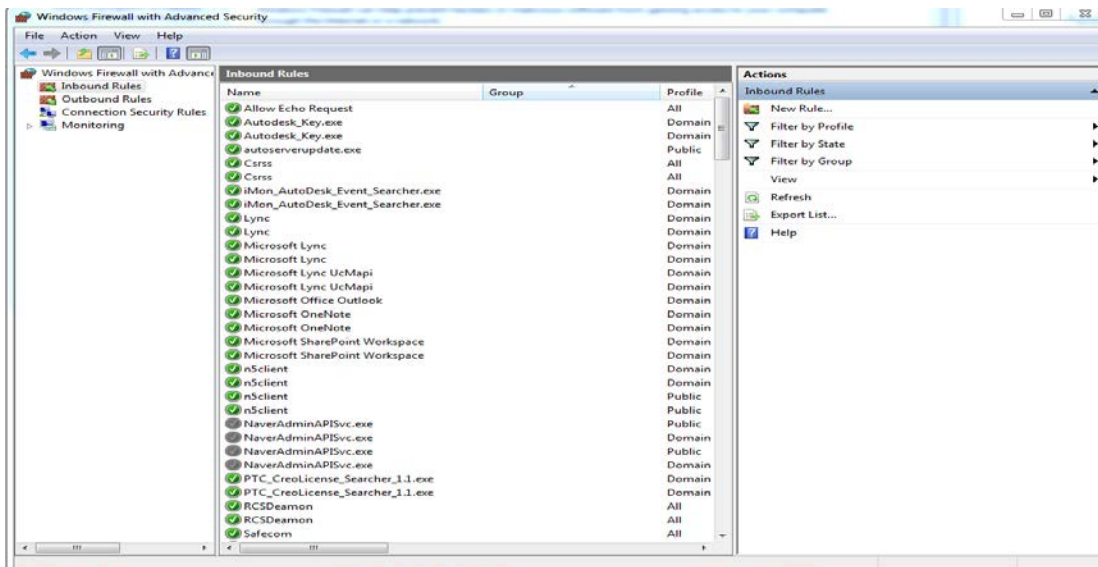 Windows Firewall with Advanced Security
File Action View Help
Windows Firewall with Advance
Inbound Rules
Outbound Rules
Connection Security Rules
Monitoring
Inbound Rules
Name Group Profile
Allow Echo Request All
Autodesk_Key.exe Domain
Autodesk_Key.exe Domain
autoserverupdate.exe Public
Csrss All
Csrss All
iMon_AutoDesk_Event_Searcher.exe Domain
iMon_AutoDesk_Event_Searcher.exe Domain
Lync Domain
Lync Domain
Microsoft Lync Domain
Microsoft Lync Domain
Microsoft Lync UcMapi Domain
Microsoft Lync UcMapi Domain
Microsoft Office Outlook Domain
Microsoft OneNote Domain
Microsoft OneNote Domain
Microsoft SharePoint Workspace Domain
Microsoft SharePoint Workspace Domain
n5client Domain
n5client Domain
n5client Public
n5client Public
NaverAdminAPISvc.exe Public
NaverAdminAPISvc.exe Domain
NaverAdminAPISvc.exe Public
NaverAdminAPISvc.exe Domain
PTC_CreoLicense_Searcher_1.1.exe Domain
PTC_CreoLicense_Searcher_1.1.exe Domain
RCSDeamon All
RCSDeamon All
Safecom All
Actions
Inbound Rules
New Rule...
Filter by Profile
Filter by State
Filter by Group
View
Refresh
Export List...
Help